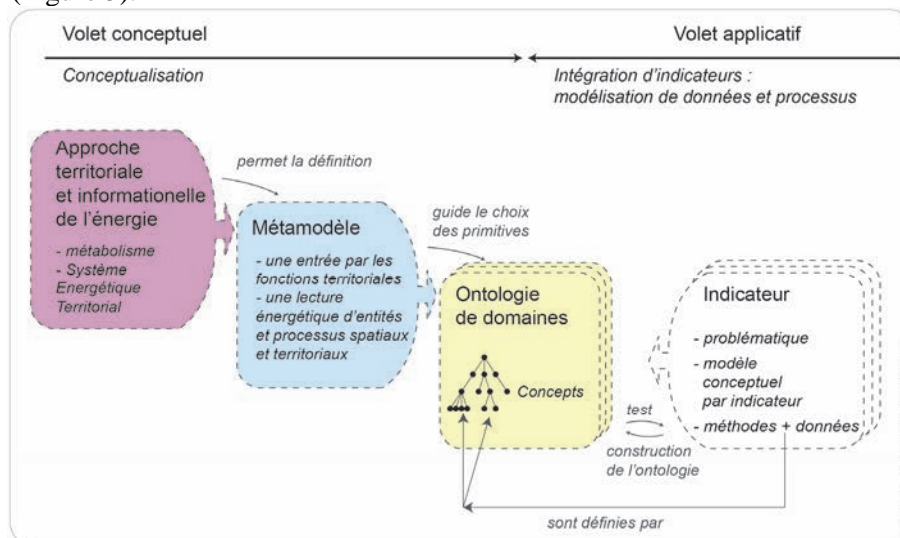 Volet conceptuel
Volet applicatif
Conceptualisation
Intégration d'indicateurs :
modélisation de données et processus
Approche
territoriale
et informationelle
de l'énergie
- métabolisme
- Système
Energétique
Territorial
permet la définition
Métamodèle
- une entrée par les
fonctions territoriales
- une lecture
énergétique d'entités
et processus spatiaux
et territoriaux
guide le choix
des primitives
Ontologie
de domaines
Concepts
test
construction
de l'ontologie
Indicateur
- problématique
- modèle
conceptuel
par indicateur
- méthodes + données
sont définies par